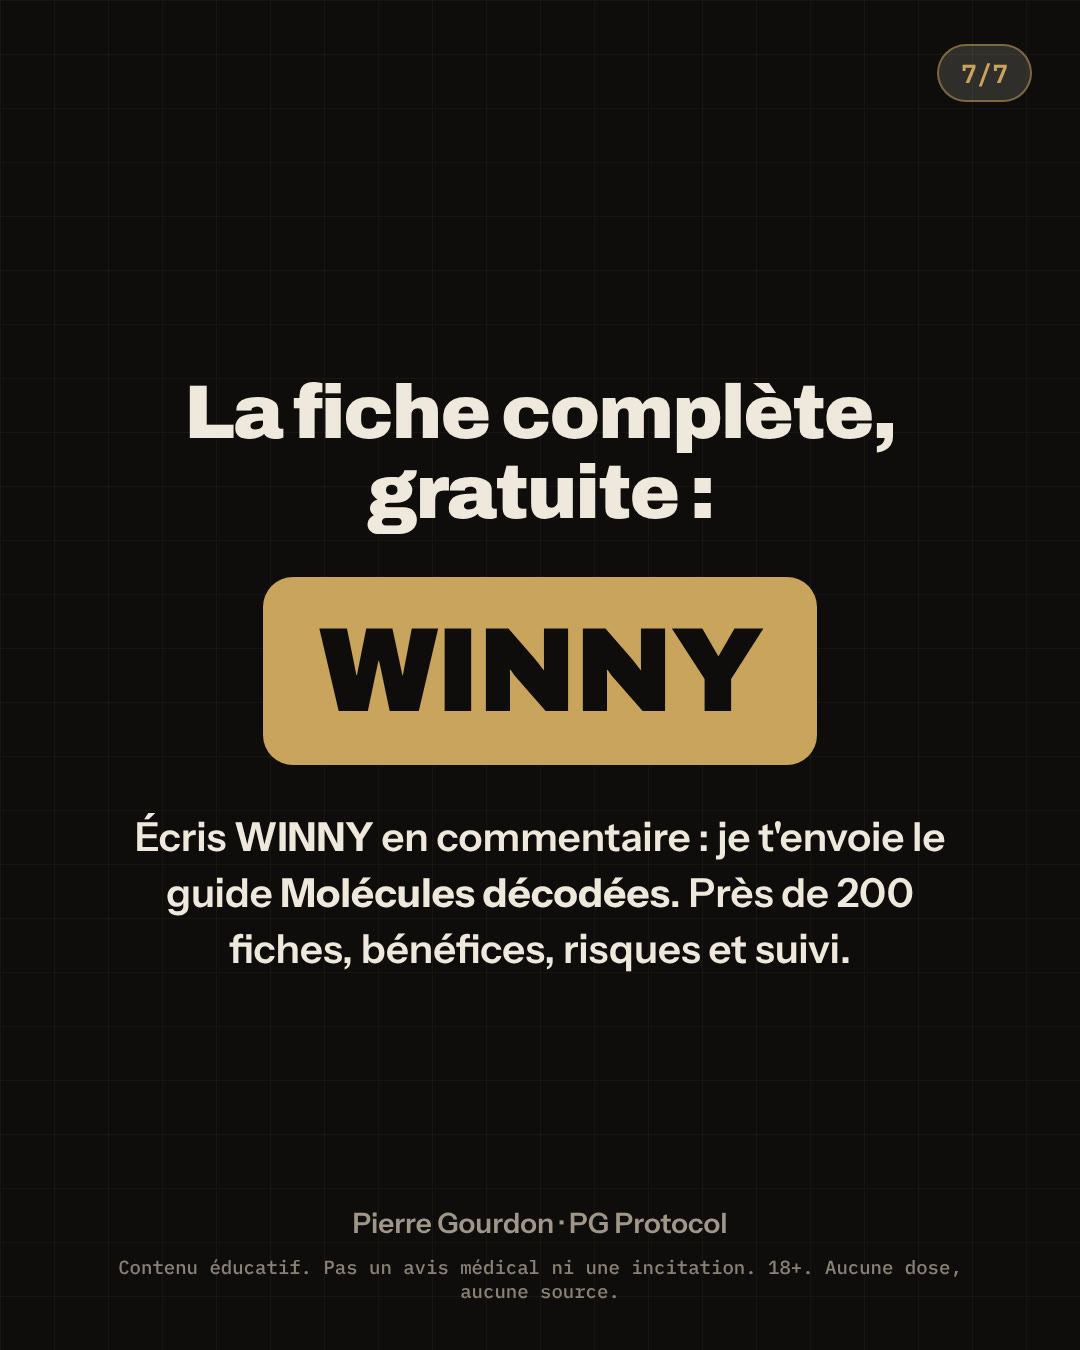 7/7
La fiche complète,
gratuite :
WINNY
Écris WINNY en commentaire : je t'envoie le
guide Molécules décodées. Près de 200
fiches, bénéfices, risques et suivi.
Pierre Gourdon · PG Protocol
Contenu éducatif. Pas un avis médical ni une incitation. 18+. Aucune dose,
aucune source.